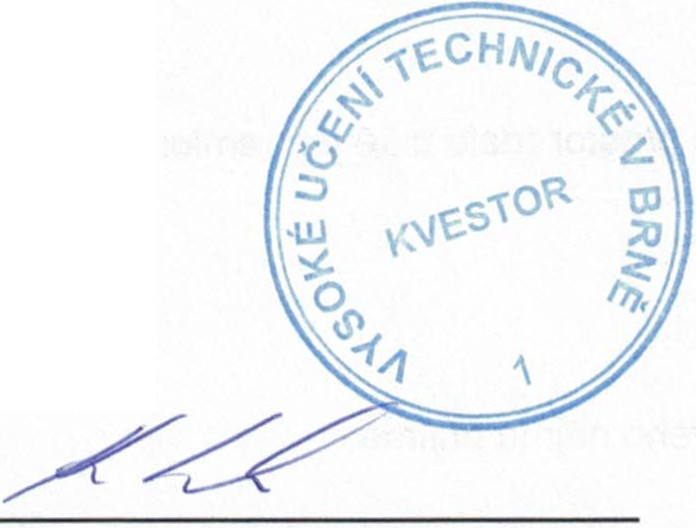 VYSOKÉ UČENÍ TECHNICKÉ V BRNĚ
KVESTOR
1